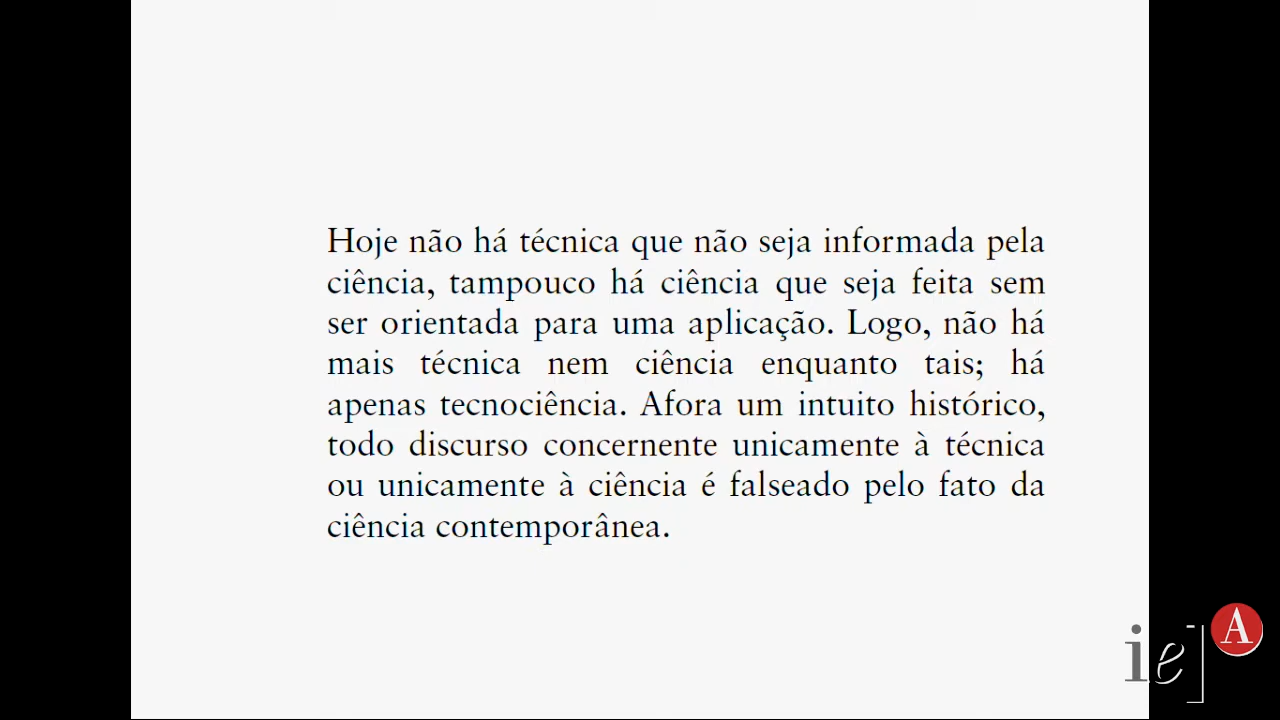 Hoje não há técnica que não seja informada pela
ciência, tampouco há ciência que seja feita sem
ser orientada para uma aplicação. Logo, não há
mais técnica nem ciência enquanto tais; há
apenas tecnociência. Afora um intuito histórico,
todo discurso concernente unicamente à técnica
ou unicamente à ciência é falseado pelo fato da
ciência contemporânea.
ie] A